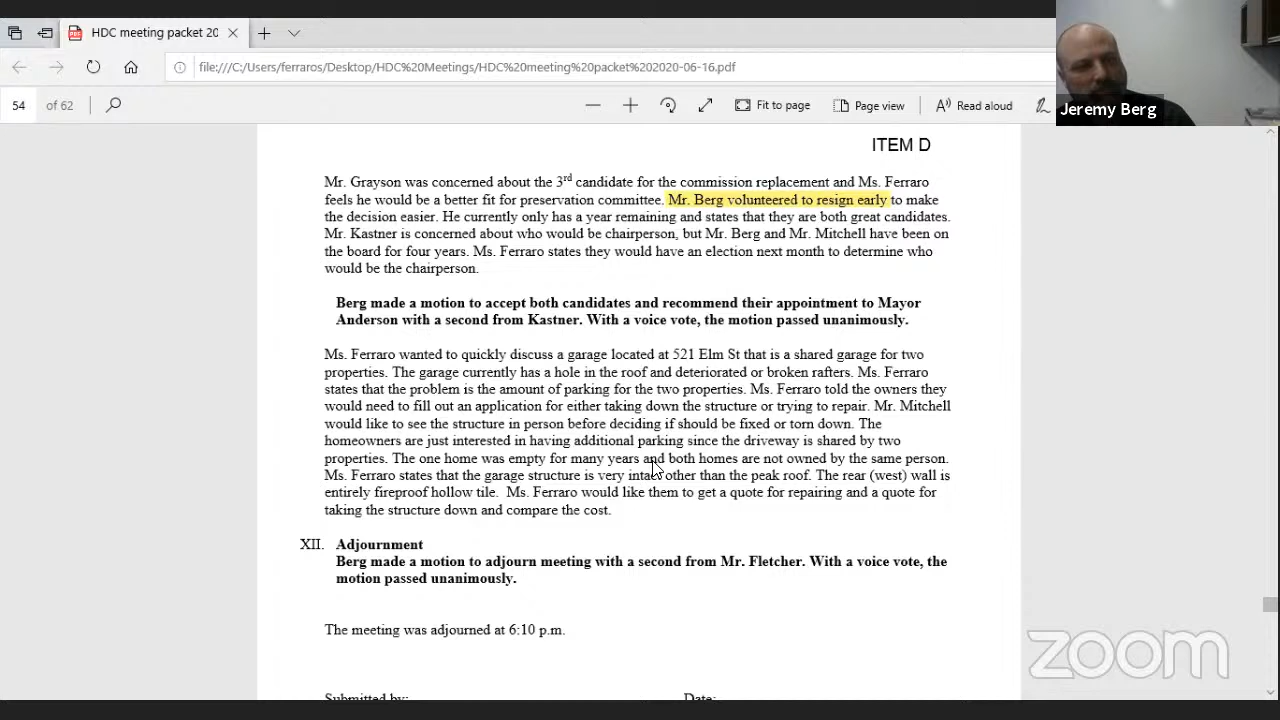 HDC meeting packet 20
file:///C:/Users/ferraros/Desktop/HDC%20Meetings/HDC%20meeting%20packet%202020-06-16.pdf
54 of 62
Fit to page
Page view
Read aloud
Jeremy Berg
ITEM D
Mr. Grayson was concerned about the 3rd candidate for the commission replacement and Ms. Ferraro
feels he would be a better fit for preservation committee. Mr. Berg volunteered to resign early to make
the decision easier. He currently only has a year remaining and states that they are both great candidates.
Mr. Kastner is concerned about who would be chairperson, but Mr. Berg and Mr. Mitchell have been on
the board for four years. Ms. Ferraro states they would have an election next month to determine who
would be the chairperson.
Berg made a motion to accept both candidates and recommend their appointment to Mayor
Anderson with a second from Kastner. With a voice vote, the motion passed unanimously.
Ms. Ferraro wanted to quickly discuss a garage located at 521 Elm St that is a shared garage for two
properties. The garage currently has a hole in the roof and deteriorated or broken rafters. Ms. Ferraro
states that the problem is the amount of parking for the two properties. Ms. Ferraro told the owners they
would need to fill out an application for either taking down the structure or trying to repair. Mr. Mitchell
would like to see the structure in person before deciding if should be fixed or torn down. The
homeowners are just interested in having additional parking since the driveway is shared by two
properties. The one home was empty for many years and both homes are not owned by the same person.
Ms. Ferraro states that the garage structure is very intact other than the peak roof. The rear (west) wall is
entirely fireproof hollow tile. Ms. Ferraro would like them to get a quote for repairing and a quote for
taking the structure down and compare the cost.
XII. Adjournment
Berg made a motion to adjourn meeting with a second from Mr. Fletcher. With a voice vote, the
motion passed unanimously.
The meeting was adjourned at 6:10 p.m.
Submitted by: Date:
zoom